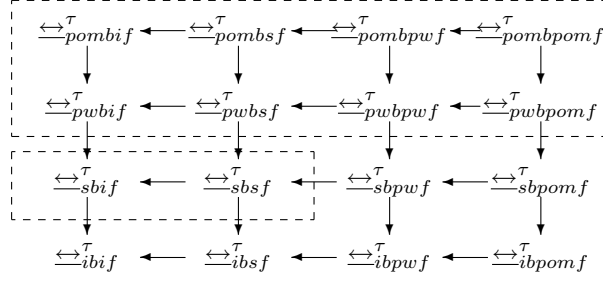 ↔τpombif ↔τpombsf ↔τpombpwf ↔τpombpomf
↔τpwbif ↔τpwbsf ↔τpwbpwf ↔τpwbpomf
↔τsbif ↔τsbsf ↔τsbpwf ↔τsbpomf
↔τibif ↔τibsf ↔τibpwf ↔τibpomf